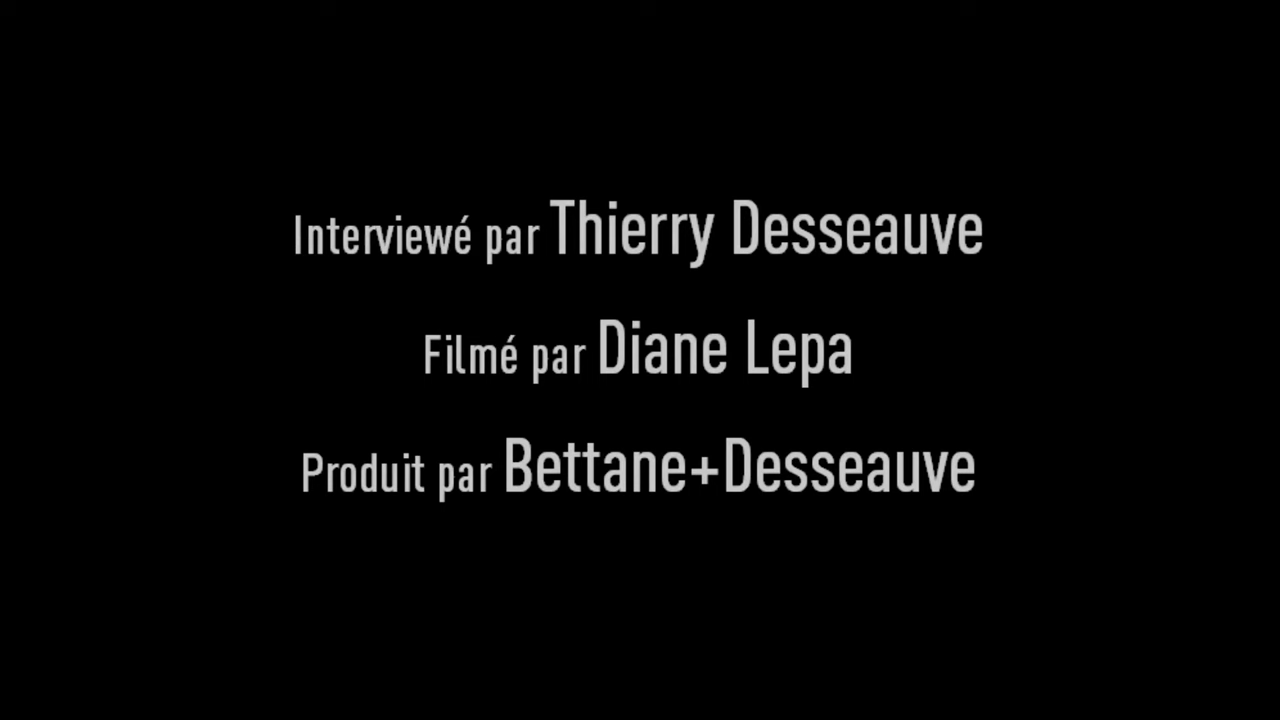 Interviewé par Thierry Desseauve
Filmé par Diane Lepa
Produit par Bettane+Desseauve